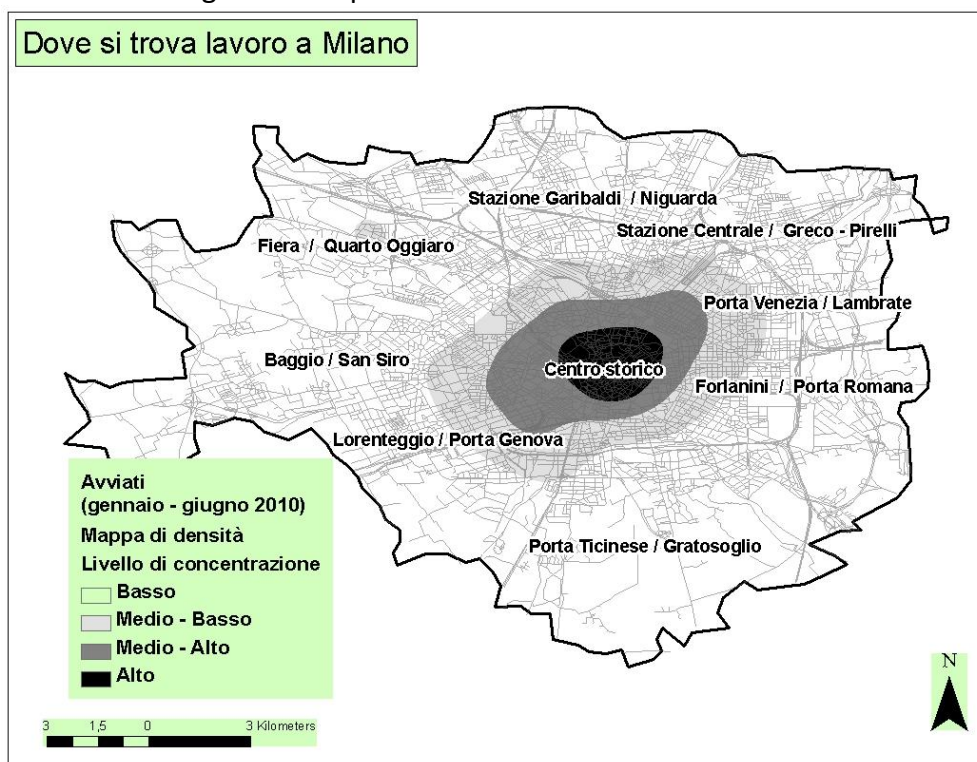 Dove si trova lavoro a Milano
Stazione Garibaldi / Niguarda
Stazione Centrale / Greco - Pirelli
Fiera / Quarto Oggiaro
Porta Venezia / Lambrate
Baggio / San Siro
Centro storico
Forlanini / Porta Romana
Lorenteggio / Porta Genova
Porta Ticinese / Gratosoglio
Avviati
(gennaio - giugno 2010)
Mappa di densità
Livello di concentrazione
Basso
Medio - Basso
Medio - Alto
Alto
3 1,5 0 3 Kilometers
N